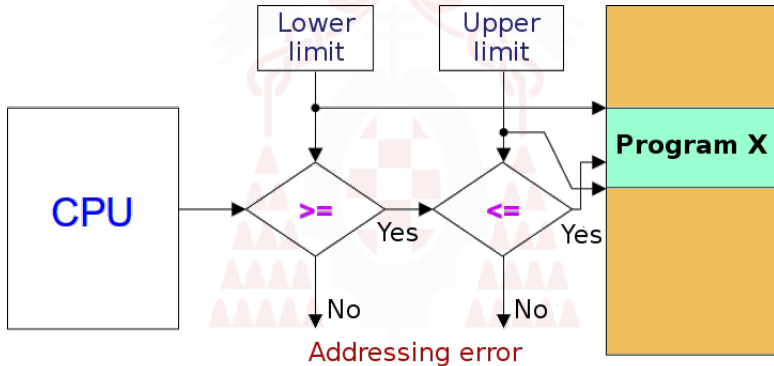 Lower
limit
Upper
limit
Program X
CPU
>=
<=
Yes
Yes
No
No
Addressing error